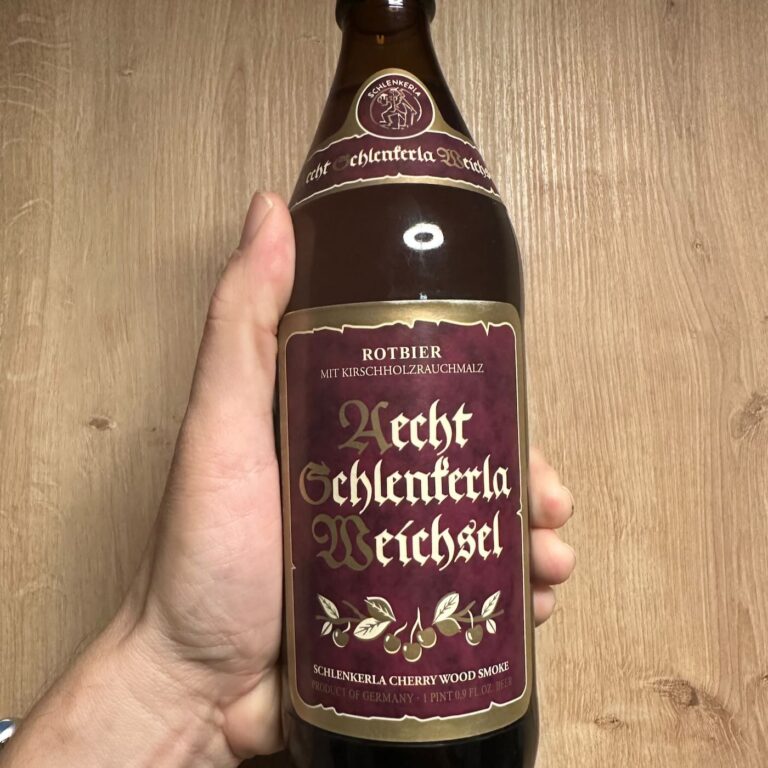 SCHLENKERLA
echt Schlenkerla Weichs
ROTBIER
MIT KIRSCHHOLZRAUCHMALZ
Aecht
Schlenkerla
Weichsel
SCHLENKERLA CHERRY WOOD SMOKE
PRODUCT OF GERMANY - 1 PINT 0.9 FL.OZ.